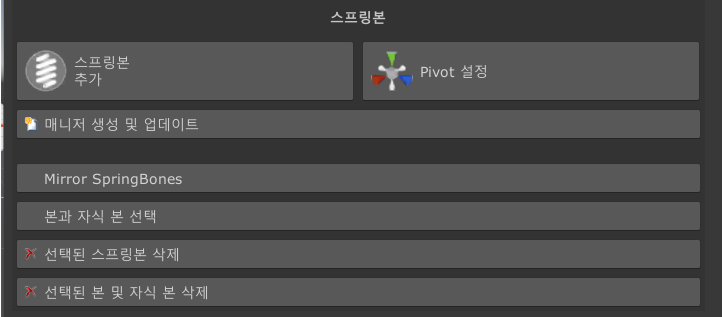 스프링본
스프링본
추가
Pivot 설정
매니저 생성 및 업데이트
Mirror SpringBones
본과 자식 본 선택
선택된 스프링본 삭제
선택된 본 및 자식 본 삭제